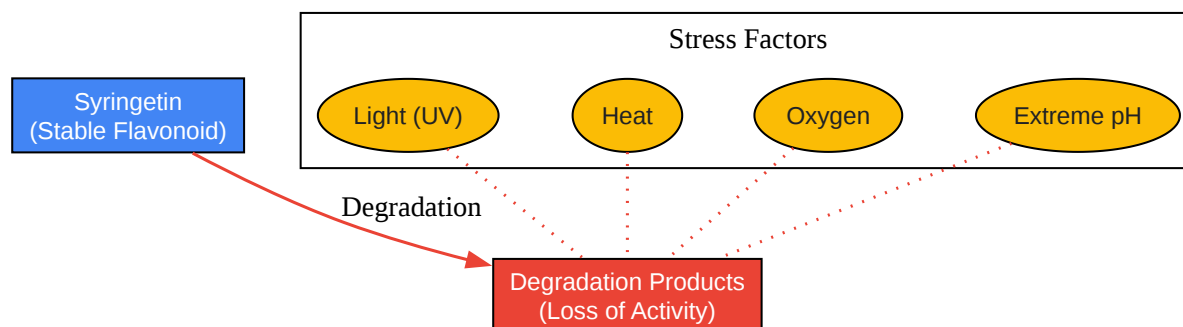 Stress Factors
Syringetin
(Stable Flavonoid)
Light (UV)
Heat
Oxygen
Extreme pH
Degradation
Degradation Products
(Loss of Activity)